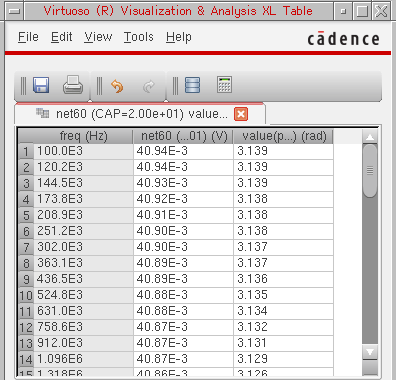 Virtuoso (R) Visualization & Analysis XL Table
File Edit View Tools Help cādence
net60 (CAP=2.00e+01) value...
freq (Hz) net60 (...01) (V) value(p...) (rad)
1 100.0E3 40.94E-3 3.139
2 120.2E3 40.94E-3 3.139
3 144.5E3 40.93E-3 3.139
4 173.8E3 40.92E-3 3.138
5 208.9E3 40.91E-3 3.138
6 251.2E3 40.90E-3 3.138
7 302.0E3 40.90E-3 3.137
8 363.1E3 40.89E-3 3.137
9 436.5E3 40.89E-3 3.136
10 524.8E3 40.88E-3 3.135
11 631.0E3 40.88E-3 3.134
12 758.6E3 40.87E-3 3.132
13 912.0E3 40.87E-3 3.131
14 1.096E6 40.86E-3 3.129
15 1.318E6 40.86E-3 3.126